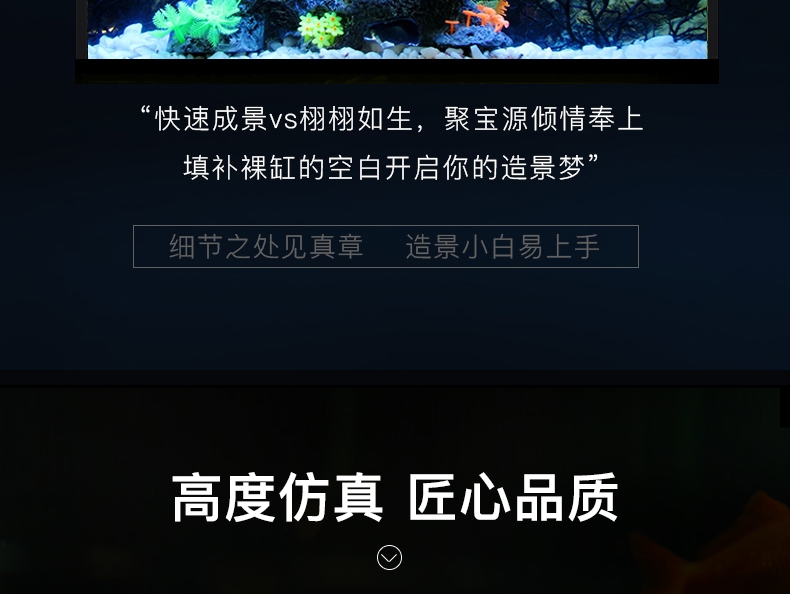 “快速成景vs栩栩如生，聚宝源倾情奉上
填补裸缸的空白开启你的造景梦”
细节之处见真章 造景小白易上手
高度仿真 匠心品质